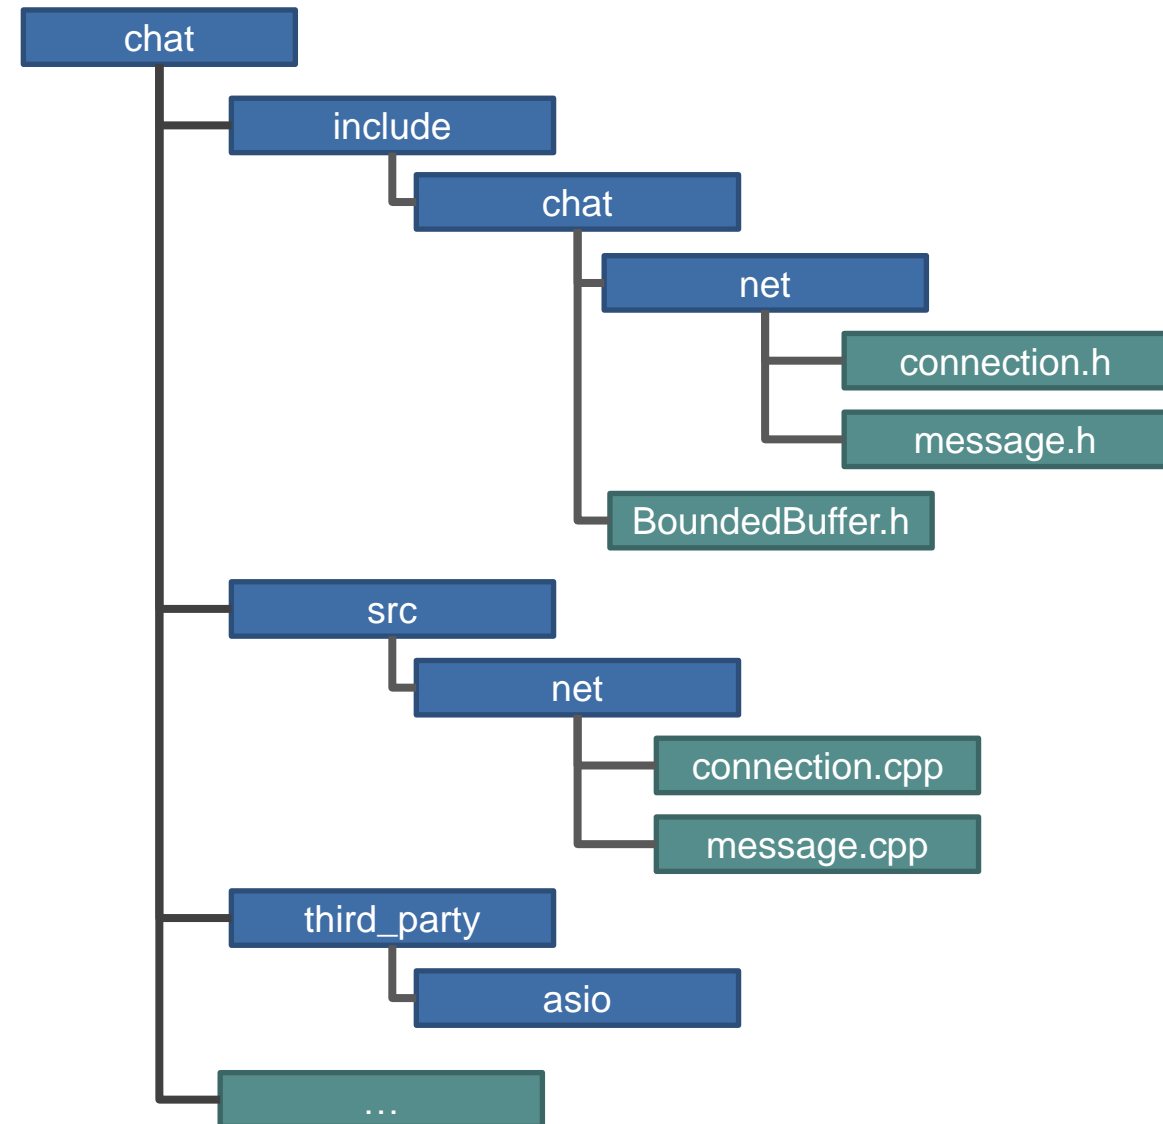 chat
include
chat
net
connection.h
message.h
BoundedBuffer.h
src
net
connection.cpp
message.cpp
third_party
asio
…